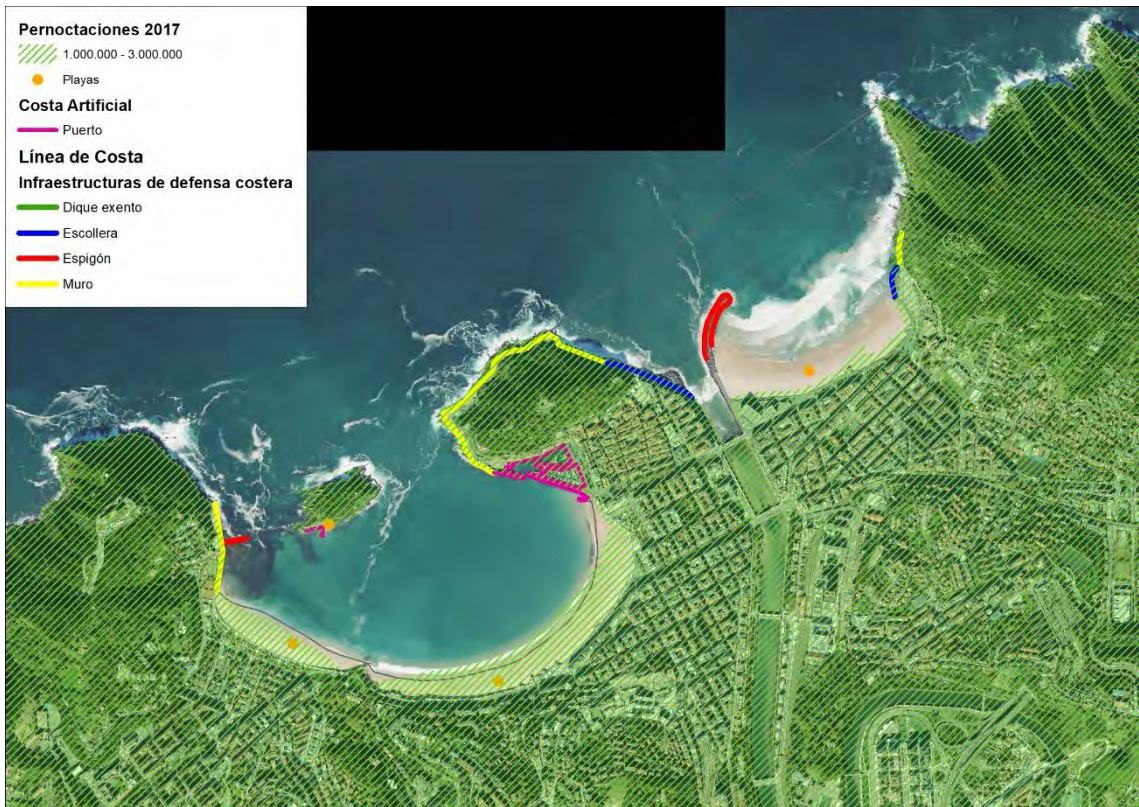 Pernoctaciones 2017
1.000.000 - 3.000.000
Playas
Costa Artificial
Puerto
Línea de Costa
Infraestructuras de defensa costera
Dique exento
Escollera
Espigón
Muro